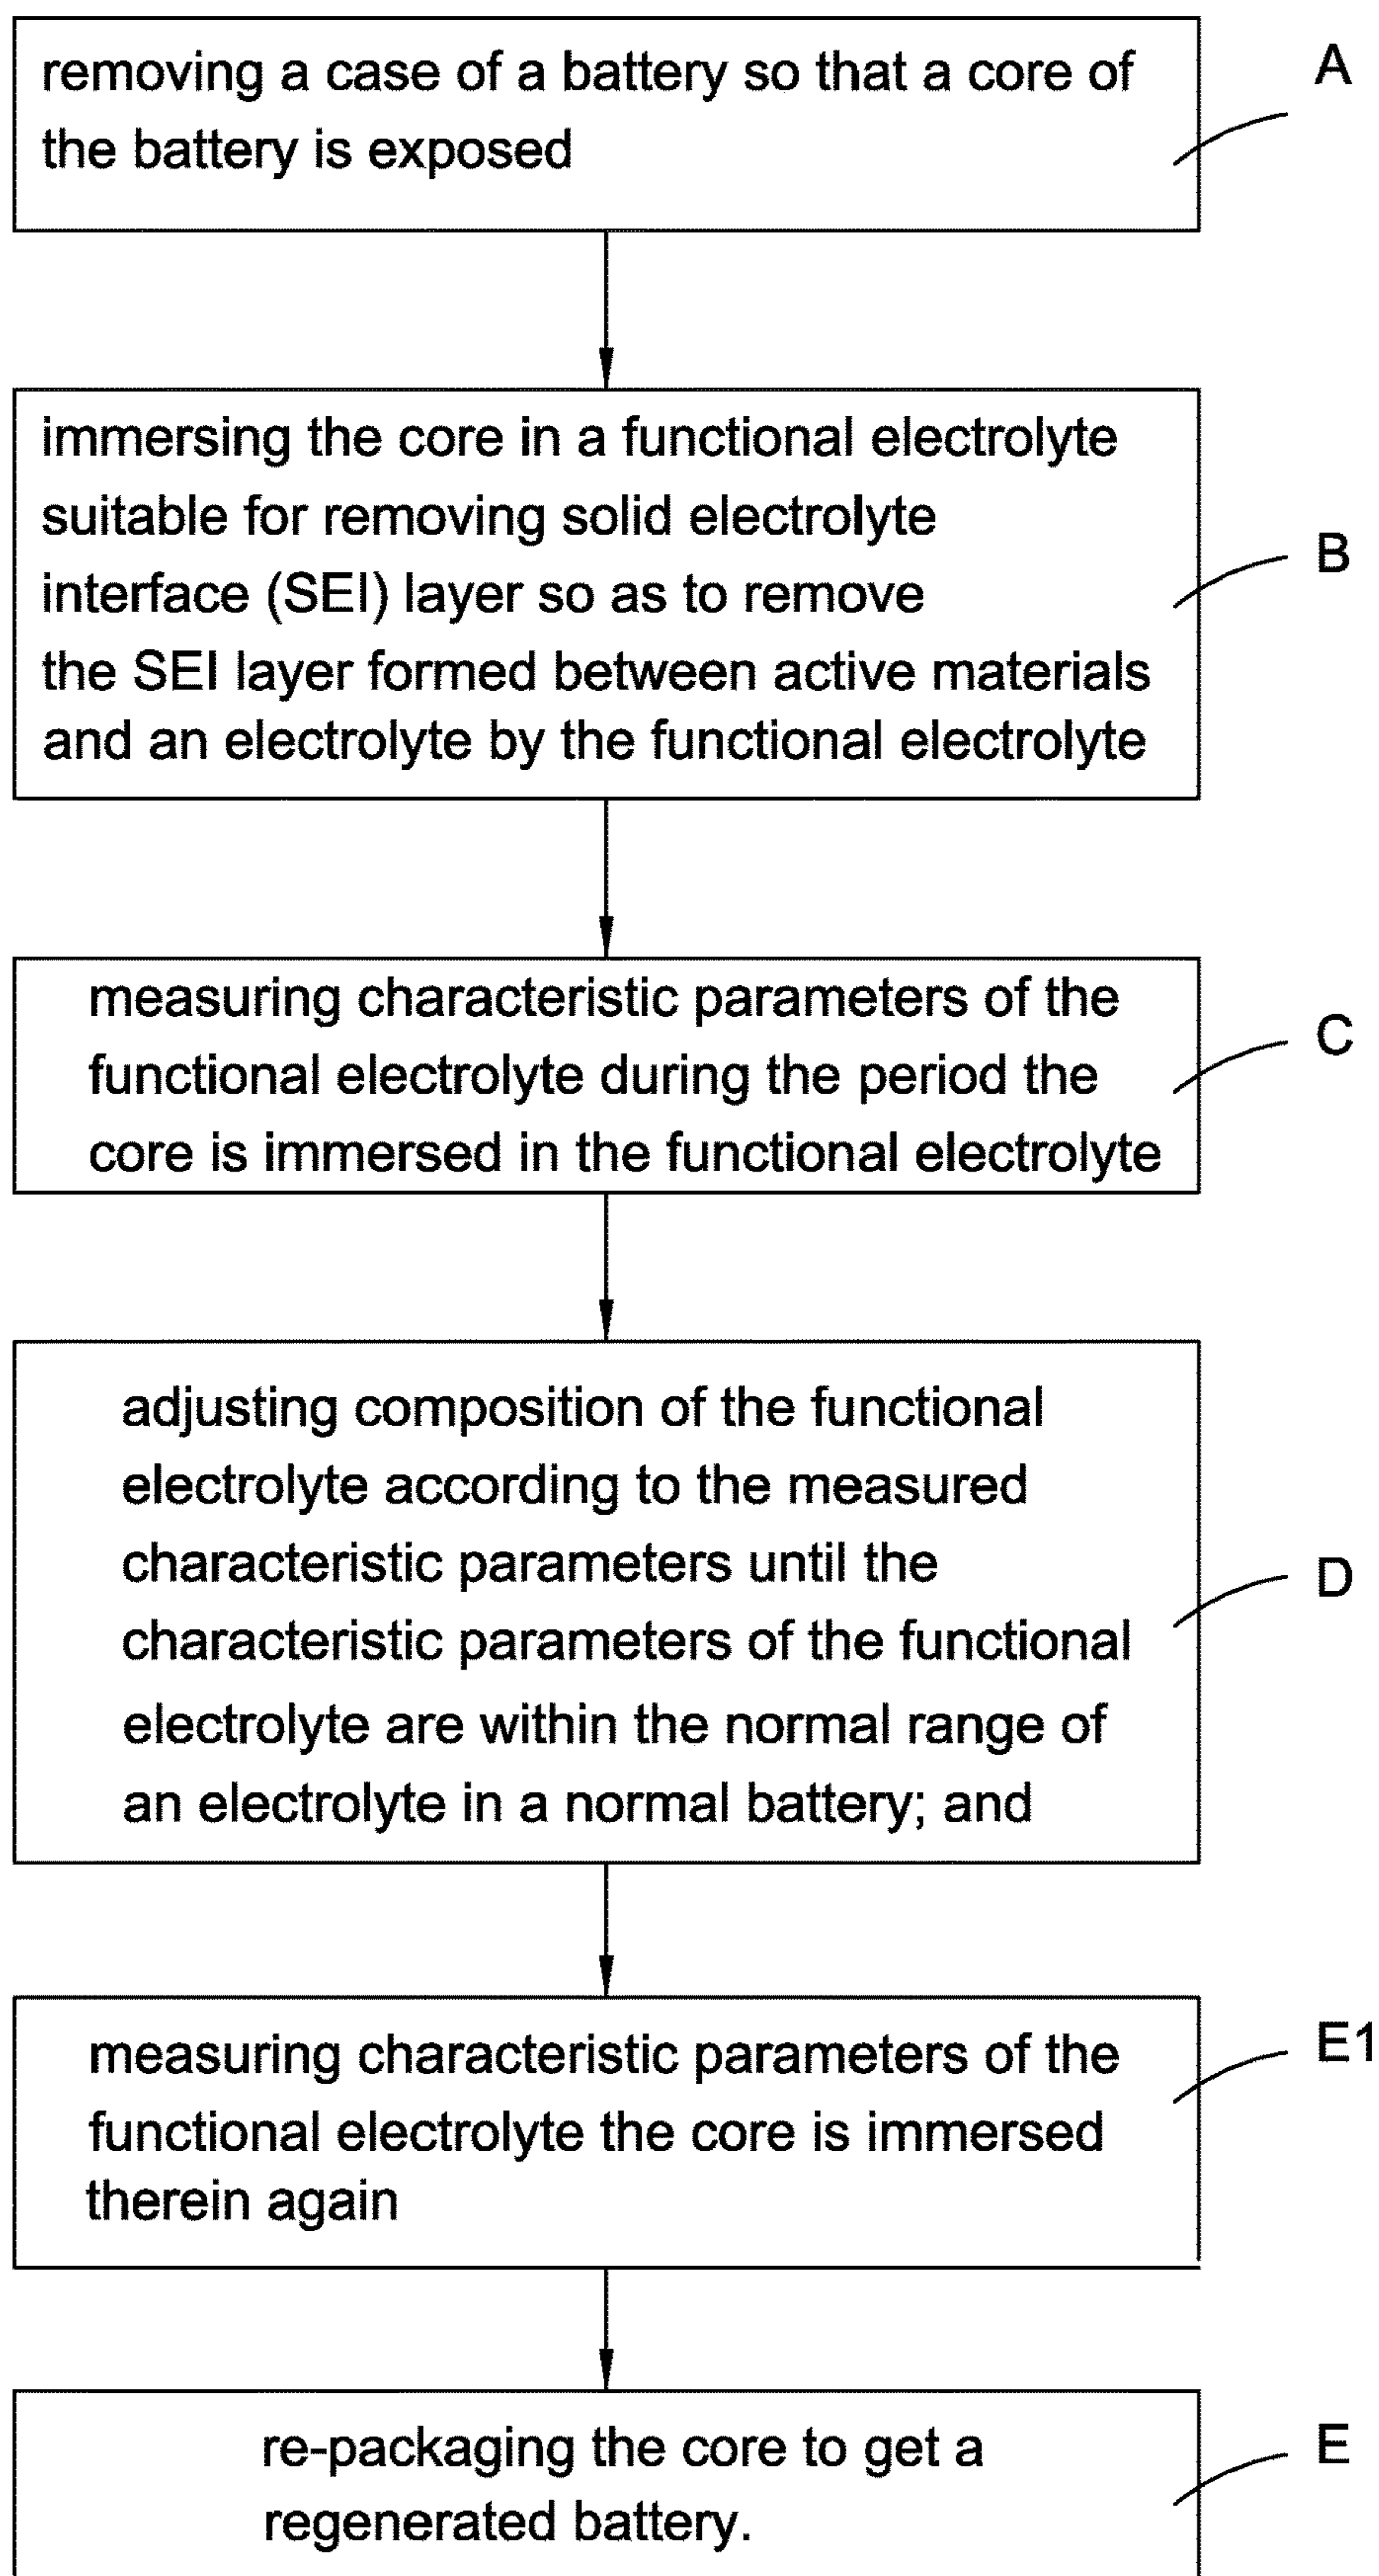 removing a case of a battery so that a core of
the battery is exposed
A
immersing the core in a functional electrolyte
suitable for removing solid electrolyte
interface (SEI) layer so as to remove
the SEI layer formed between active materials
and an electrolyte by the functional electrolyte
B
measuring characteristic parameters of the
functional electrolyte during the period the
core is immersed in the functional electrolyte
C
adjusting composition of the functional
electrolyte according to the measured
characteristic parameters until the
characteristic parameters of the functional
electrolyte are within the normal range of
an electrolyte in a normal battery; and
D
measuring characteristic parameters of the
functional electrolyte the core is immersed
therein again
E1
re-packaging the core to get a
regenerated battery.
E